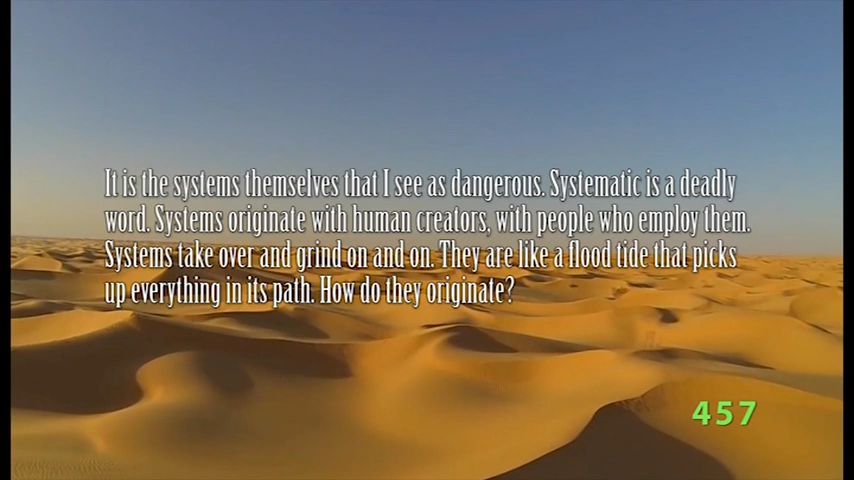 It is the systems themselves that I see as dangerous. Systematic is a deadly
word. Systems originate with human creators, with people who employ them.
Systems take over and grind on and on. They are like a flood tide that picks
up everything in its path. How do they originate?
457